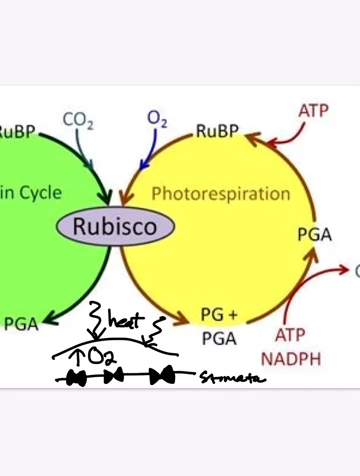 RuBP
CO₂
O₂
RuBP
ATP
in Cycle
Photorespiration
Rubisco
PGA
PGA
PG +
PGA
ATP
NADPH
heat
↑O₂
Stomata